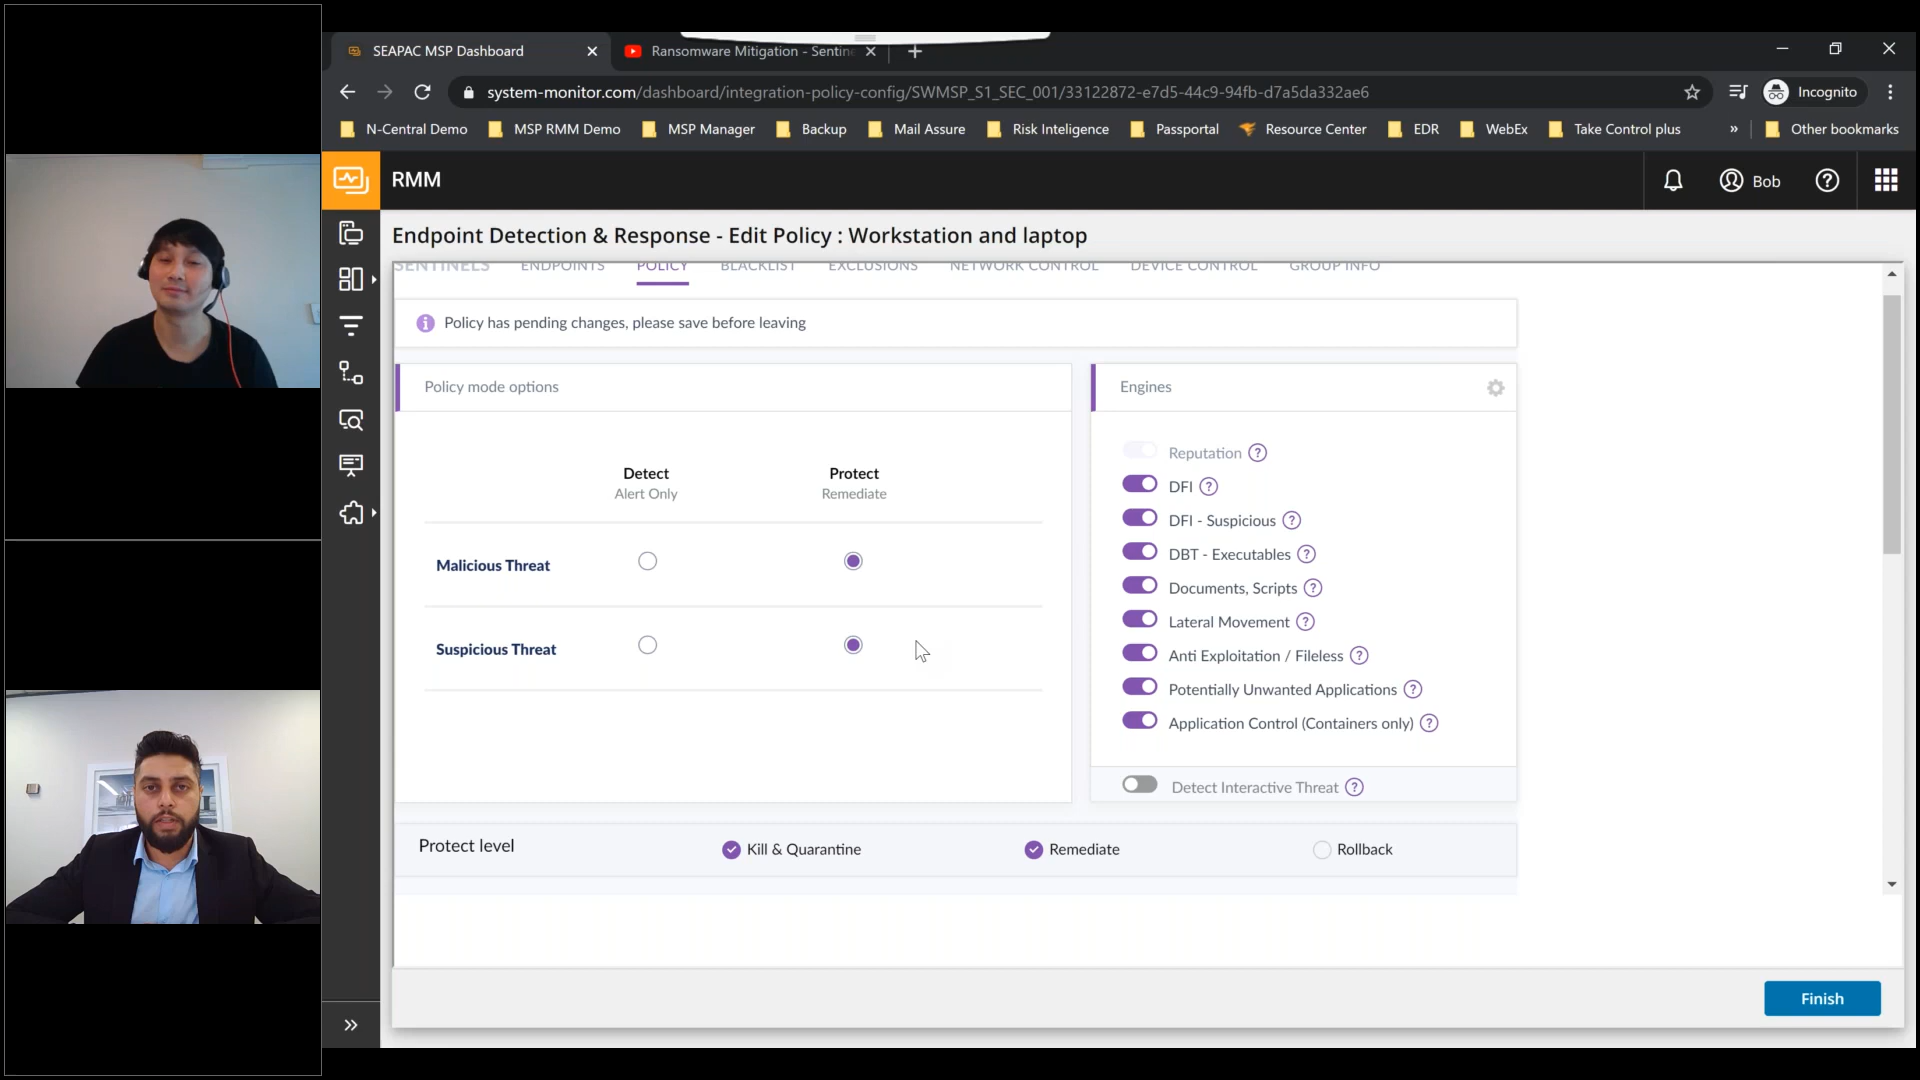 SEAPAC MSP Dashboard
Ransomware Mitigation - Sentin
system-monitor.com/dashboard/integration-policy-config/SWMSP_S1_SEC_001/33122872-e7d5-44c9-94fb-d7a5da332ae6
Incognito
N-Central Demo
MSP RMM Demo
MSP Manager
Backup
Mail Assure
Risk Inteligence
Passportal
Resource Center
EDR
WebEx
Take Control plus
»
Other bookmarks
RMM
Bob
Endpoint Detection & Response - Edit Policy : Workstation and laptop
SENTINELS
ENDPOINTS
POLICY
BLACKLIST
EXCLUSIONS
NETWORK CONTROL
DEVICE CONTROL
GROUP INFO
Policy has pending changes, please save before leaving
Policy mode options
Detect
Alert Only
Protect
Remediate
Malicious Threat
Suspicious Threat
Engines
Reputation ?
DFI ?
DFI - Suspicious ?
DBT - Executables ?
Documents, Scripts ?
Lateral Movement ?
Anti Exploitation / Fileless ?
Potentially Unwanted Applications ?
Application Control (Containers only) ?
Detect Interactive Threat ?
Protect level
Kill & Quarantine
Remediate
Rollback
Finish